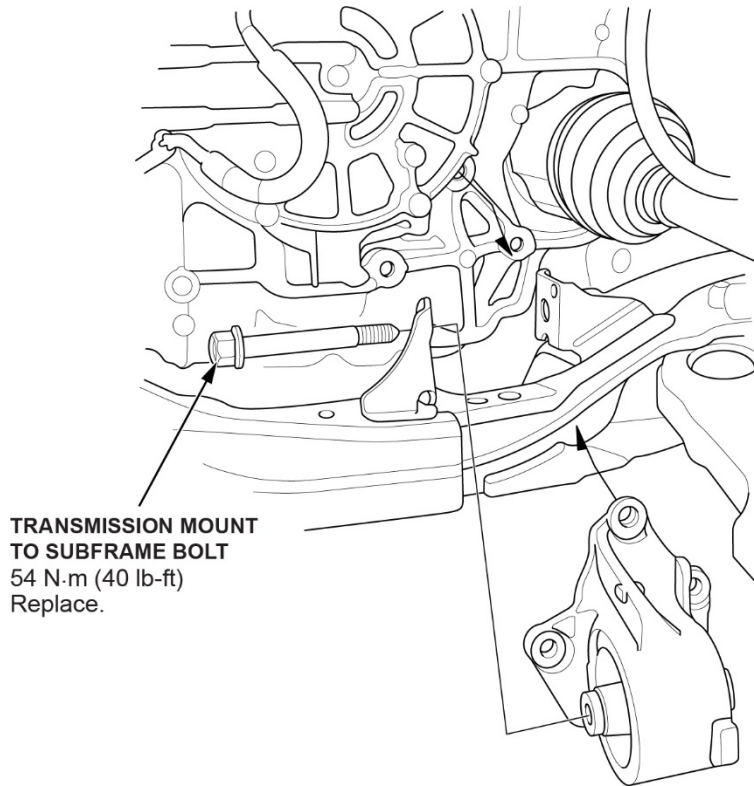 TRANSMISSION MOUNT
TO SUBFRAME BOLT
54 N·m (40 lb-ft)
Replace.